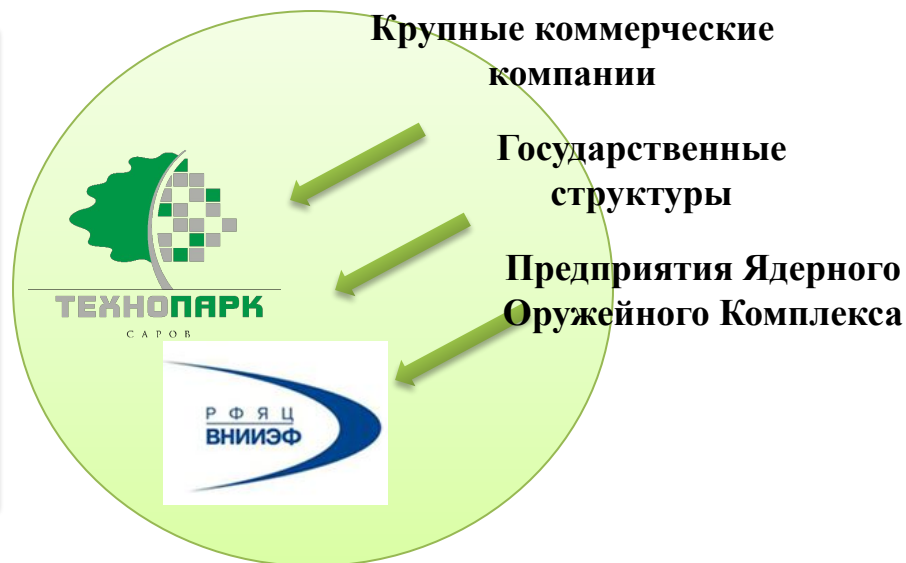 Крупные коммерческие
компании
Государственные
структуры
Предприятия Ядерного
Оружейного Комплекса
ТЕХНОПАРК
САРОВ
РФЯЦ
ВНИИЭФ